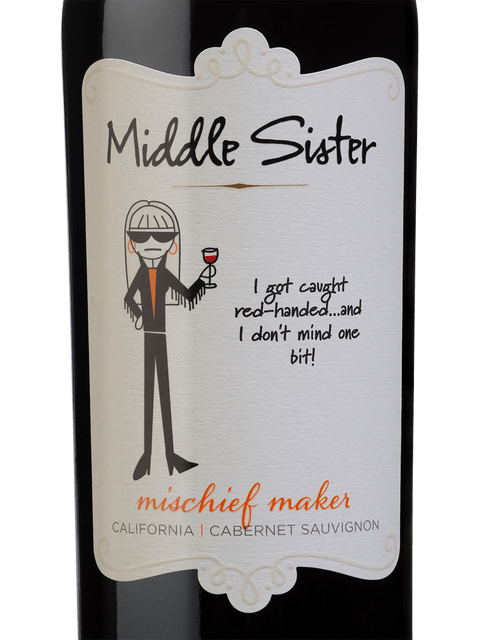 Middle Sister
I got caught
red-handed...and
I don't mind one
bit!
mischief maker
CALIFORNIA | CABERNET SAUVIGNON